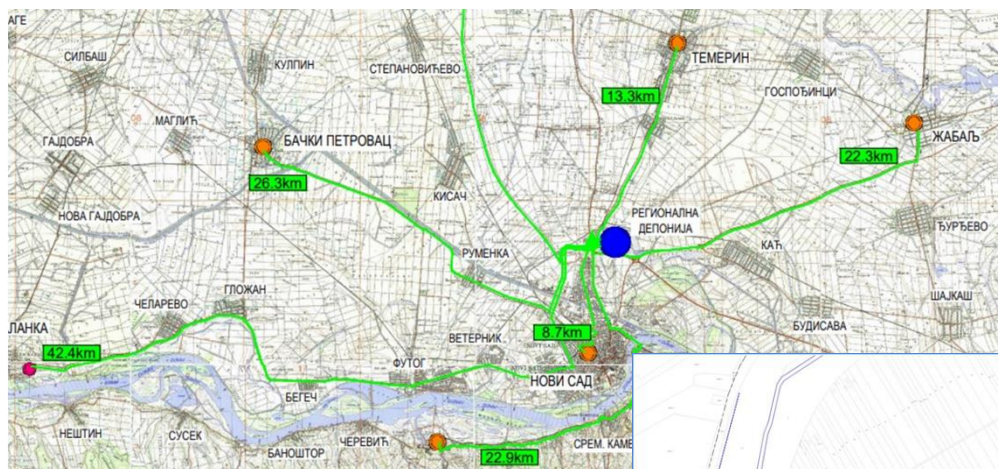 АГЕ
СИЛБАШ
КУЛПИН
СТЕПАНОВИЋЕВО
ТЕМЕРИН
13.3km
ГОСПОЂИНЦИ
МАГЛИЋ
ГАЈДОБРА
БАЧКИ ПЕТРОВАЦ
ЖАБАЉ
22.3km
26.3km
КИСАЧ
НОВА ГАЈДОБРА
РЕГИОНАЛНА
ДЕПОНИЈА
ЂУРЂЕВО
КАЋ
РУМЕНКА
ГЛОЖАН
ЧЕЛАРЕВО
ШАЈКАШ
ЛАНКА
8.7km
БУДИСАВА
ВЕТЕРНИК
42.4km
ФУТОГ
НОВИ САД
БЕГЕЧ
НЕШТИН
СУСЕК
ЧЕРЕВИЋ
БАНОШТОР
СРЕМ. КАМЕ
22.9km